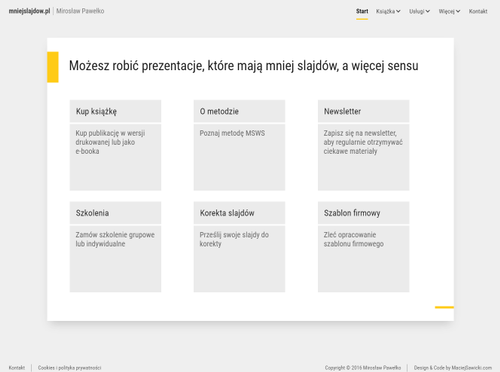 mniejslajdow.pl | Mirosław Pawełko
Start Książka Usługi Więcej Kontakt
Możesz robić prezentacje, które mają mniej slajdów, a więcej sensu
Kup książkę
Kup publikację w wersji
drukowanej lub jako
e-booka
O metodzie
Poznaj metodę MSWS
Newsletter
Zapisz się na newsletter,
aby regularnie otrzymywać
ciekawe materiały
Szkolenia
Zamów szkolenie grupowe
lub indywidualne
Korekta slajdów
Prześlij swoje slajdy do
korekty
Szablon firmowy
Zleć opracowanie
szablonu firmowego
Kontakt | Cookies i polityka prywatności
Copyright © 2016 Mirosław Pawełko | Design & Code by MaciejSawicki.com